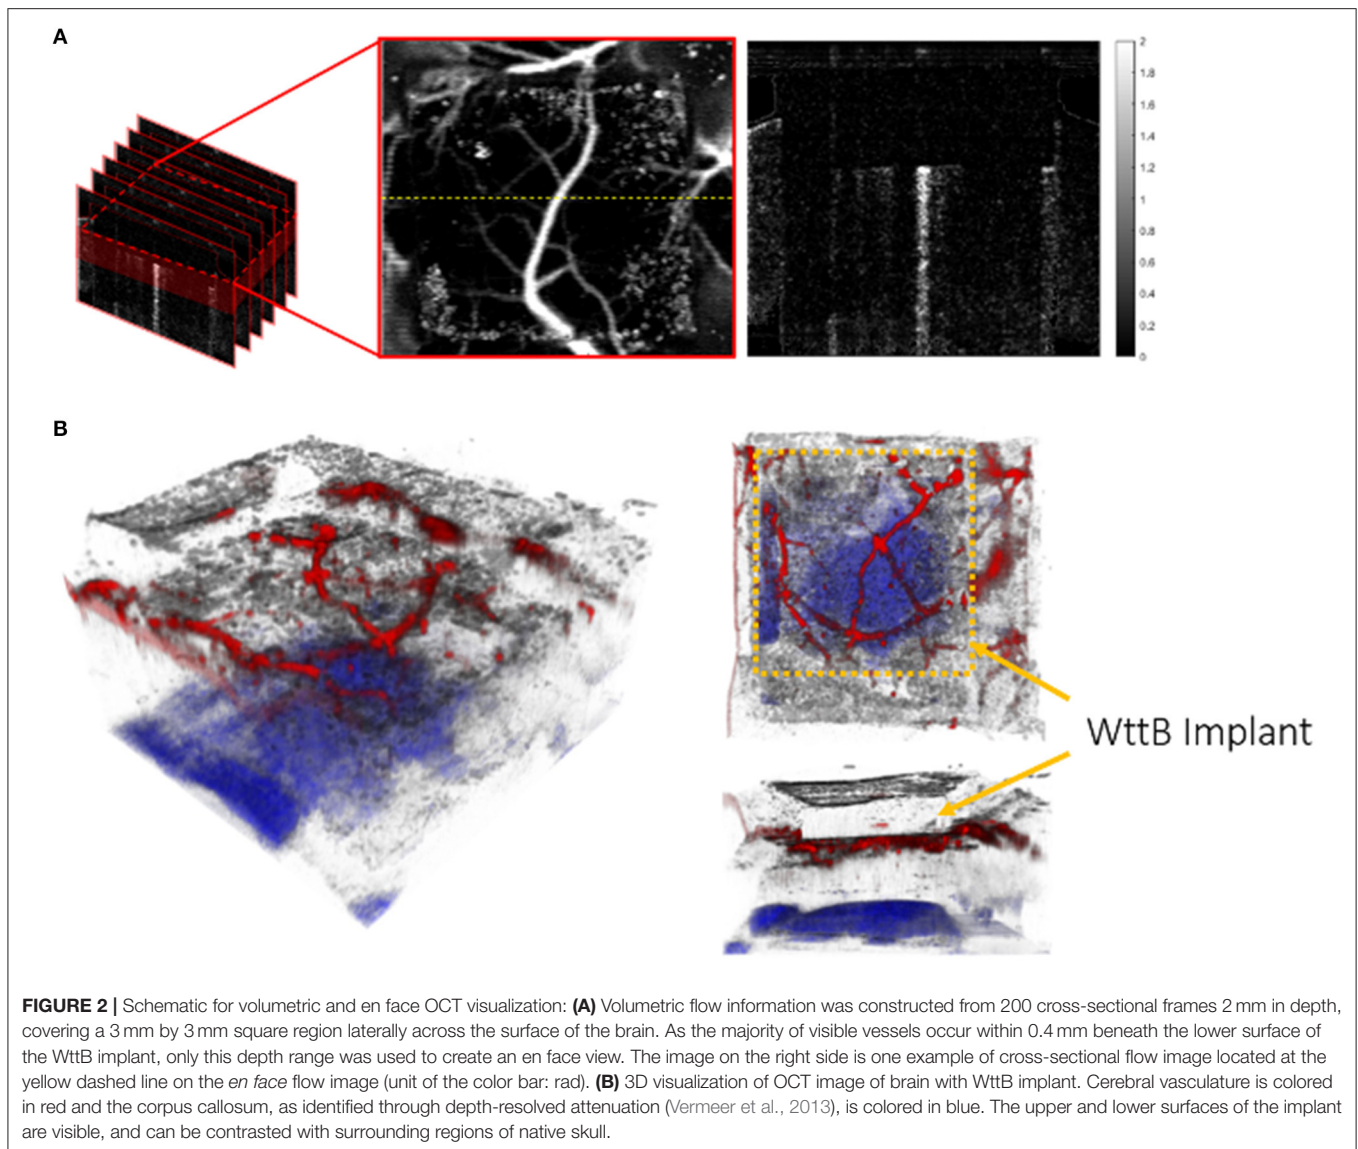 A
2
1.8
1.6
1.4
1.2
1
0.8
0.6
0.4
0.2
0
B
WttB Implant
FIGURE 2 | Schematic for volumetric and en face OCT visualization: (A) Volumetric flow information was constructed from 200 cross-sectional frames 2 mm in depth,
covering a 3 mm by 3 mm square region laterally across the surface of the brain. As the majority of visible vessels occur within 0.4 mm beneath the lower surface of
the WttB implant, only this depth range was used to create an en face view. The image on the right side is one example of cross-sectional flow image located at the
yellow dashed line on the en face flow image (unit of the color bar: rad). (B) 3D visualization of OCT image of brain with WttB implant. Cerebral vasculature is colored
in red and the corpus callosum, as identified through depth-resolved attenuation (Vermeer et al., 2013), is colored in blue. The upper and lower surfaces of the implant
are visible, and can be contrasted with surrounding regions of native skull.